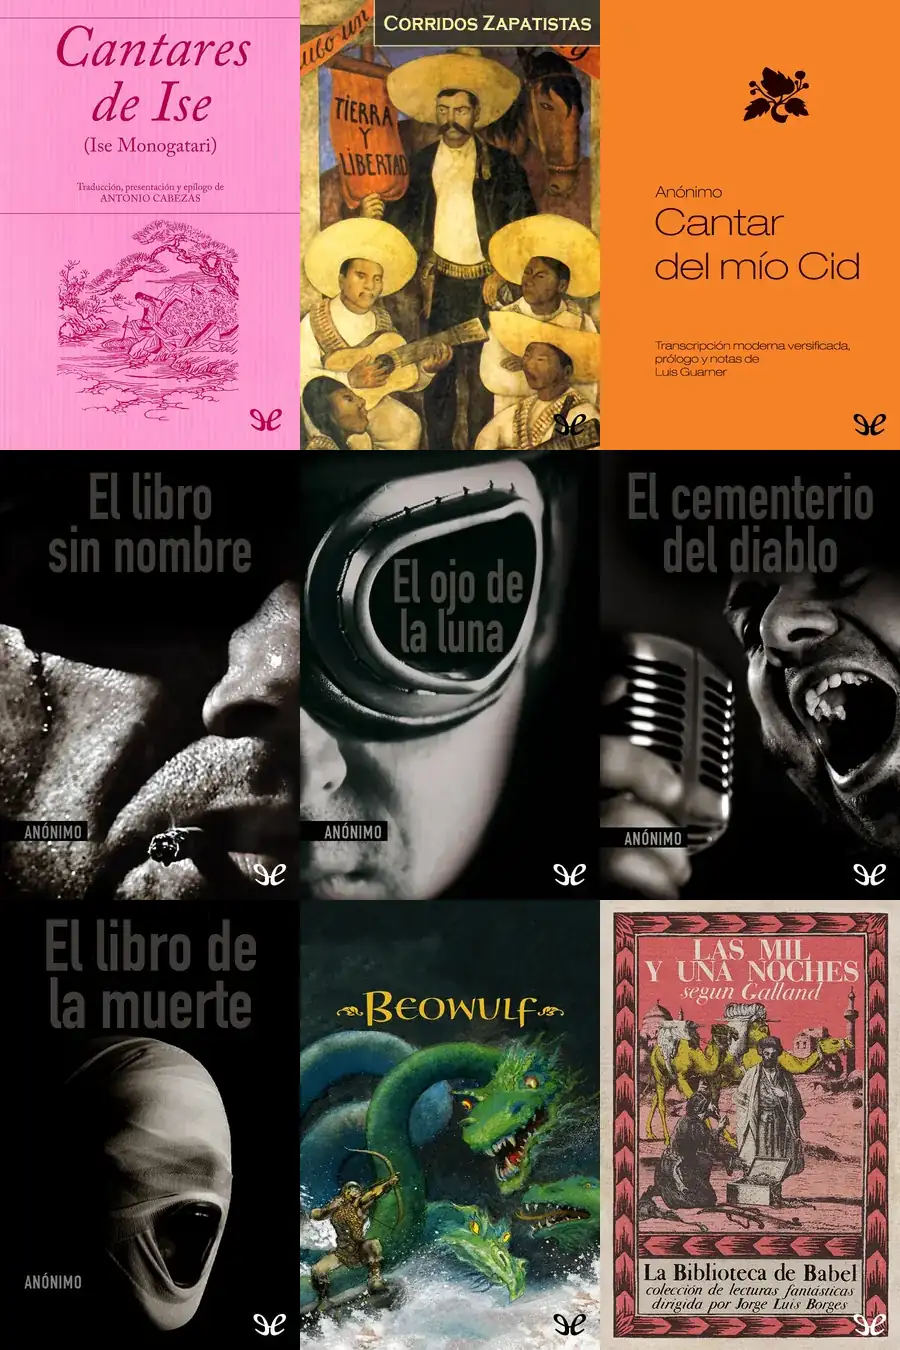 Cantares
de Ise
(Ise Monogatari)
Traducción, presentación y epílogo de
ANTONIO CABEZAS
CORRIDOS ZAPATISTAS
TIERRA
Y
LIBERTAD
Anónimo
Cantar
del mío Cid
Transcripción moderna versificada,
prólogo y notas de
Luis Guarner
El libro
sin nombre
ANÓNIMO
El ojo de
la luna
ANÓNIMO
El cementerio
del diablo
ANÓNIMO
El libro de
la muerte
ANÓNIMO
BEOWULF
LAS MIL
Y UNA NOCHES
segun Galland
La Biblioteca de Babel
colección de lecturas fantásticas
dirigida por Jorge Luis Borges